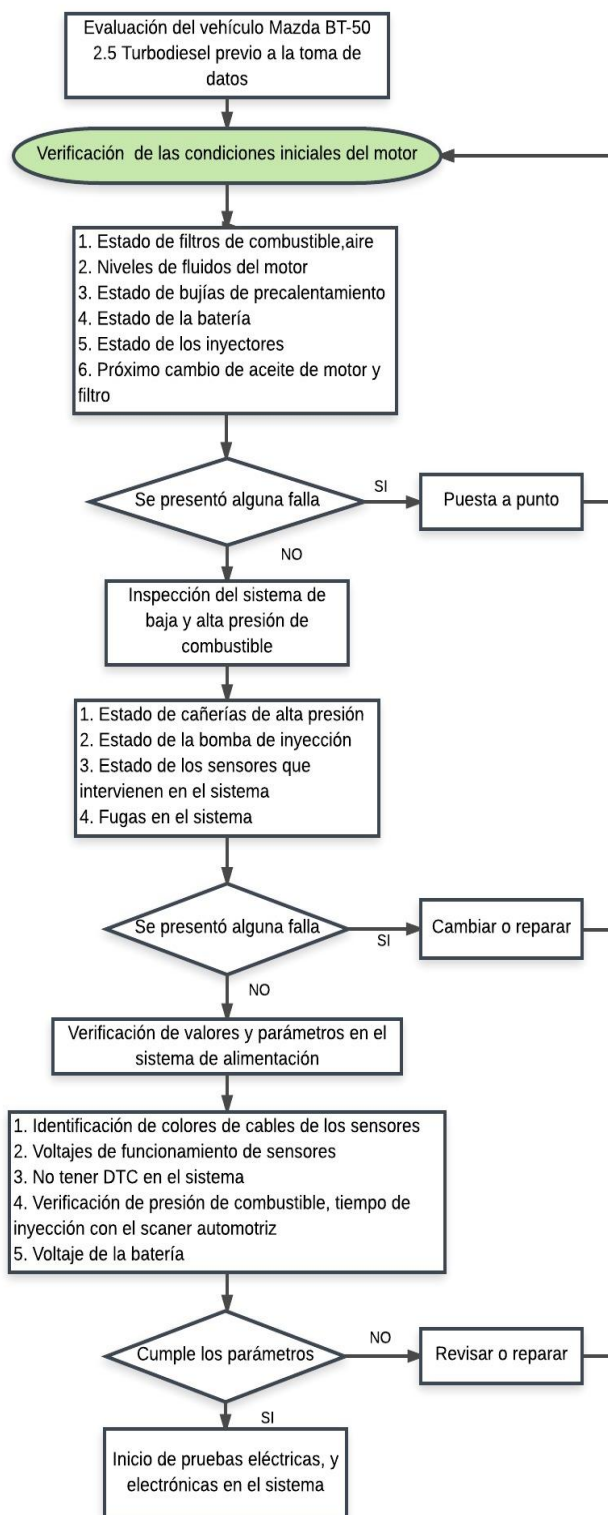 Evaluación del vehículo Mazda BT-50
2.5 Turbodiesel previo a la toma de
datos
Verificación de las condiciones iniciales del motor
1. Estado de filtros de combustible,aire
2. Niveles de fluidos del motor
3. Estado de bujías de precalentamiento
4. Estado de la batería
5. Estado de los inyectores
6. Próximo cambio de aceite de motor y
filtro
Se presentó alguna falla
SI
Puesta a punto
NO
Inspección del sistema de
baja y alta presión de
combustible
1. Estado de cañerías de alta presión
2. Estado de la bomba de inyección
3. Estado de los sensores que
intervienen en el sistema
4. Fugas en el sistema
Se presentó alguna falla
SI
Cambiar o reparar
NO
Verificación de valores y parámetros en el
sistema de alimentación
1. Identificación de colores de cables de los sensores
2. Voltajes de funcionamiento de sensores
3. No tener DTC en el sistema
4. Verificación de presión de combustible, tiempo de
inyección con el scaner automotriz
5. Voltaje de la batería
Cumple los parámetros
NO
Revisar o reparar
SI
Inicio de pruebas eléctricas, y
electrónicas en el sistema